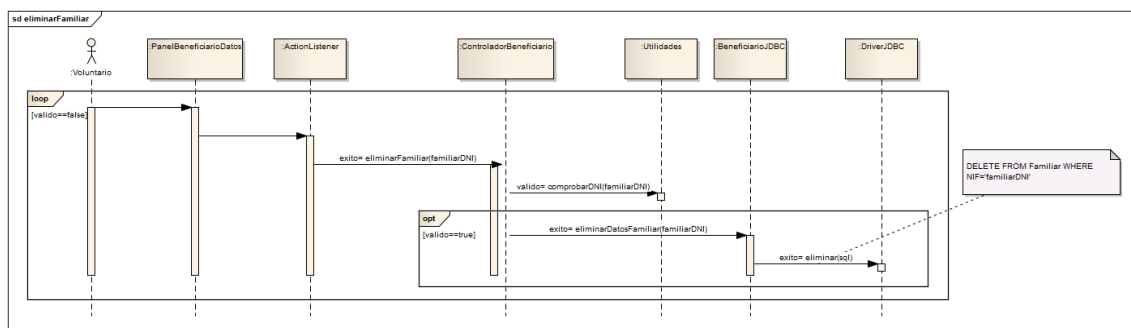 sd eliminarFamiliar
:Voluntario
:PanelBeneficiarioDatos
:ActionListener
:ControladorBeneficiario
:Utilidades
:BeneficiarioJDBC
:DriverJDBC
loop
[valido==false]
exito= eliminarFamiliar(familiarDNI)
valido= comprobarDNI(familiarDNI)
opt
[valido==true]
exito= eliminarDatosFamiliar(familiarDNI)
exito= eliminar(sql)
DELETE FROM Familiar WHERE
NIF='familiarDNI'